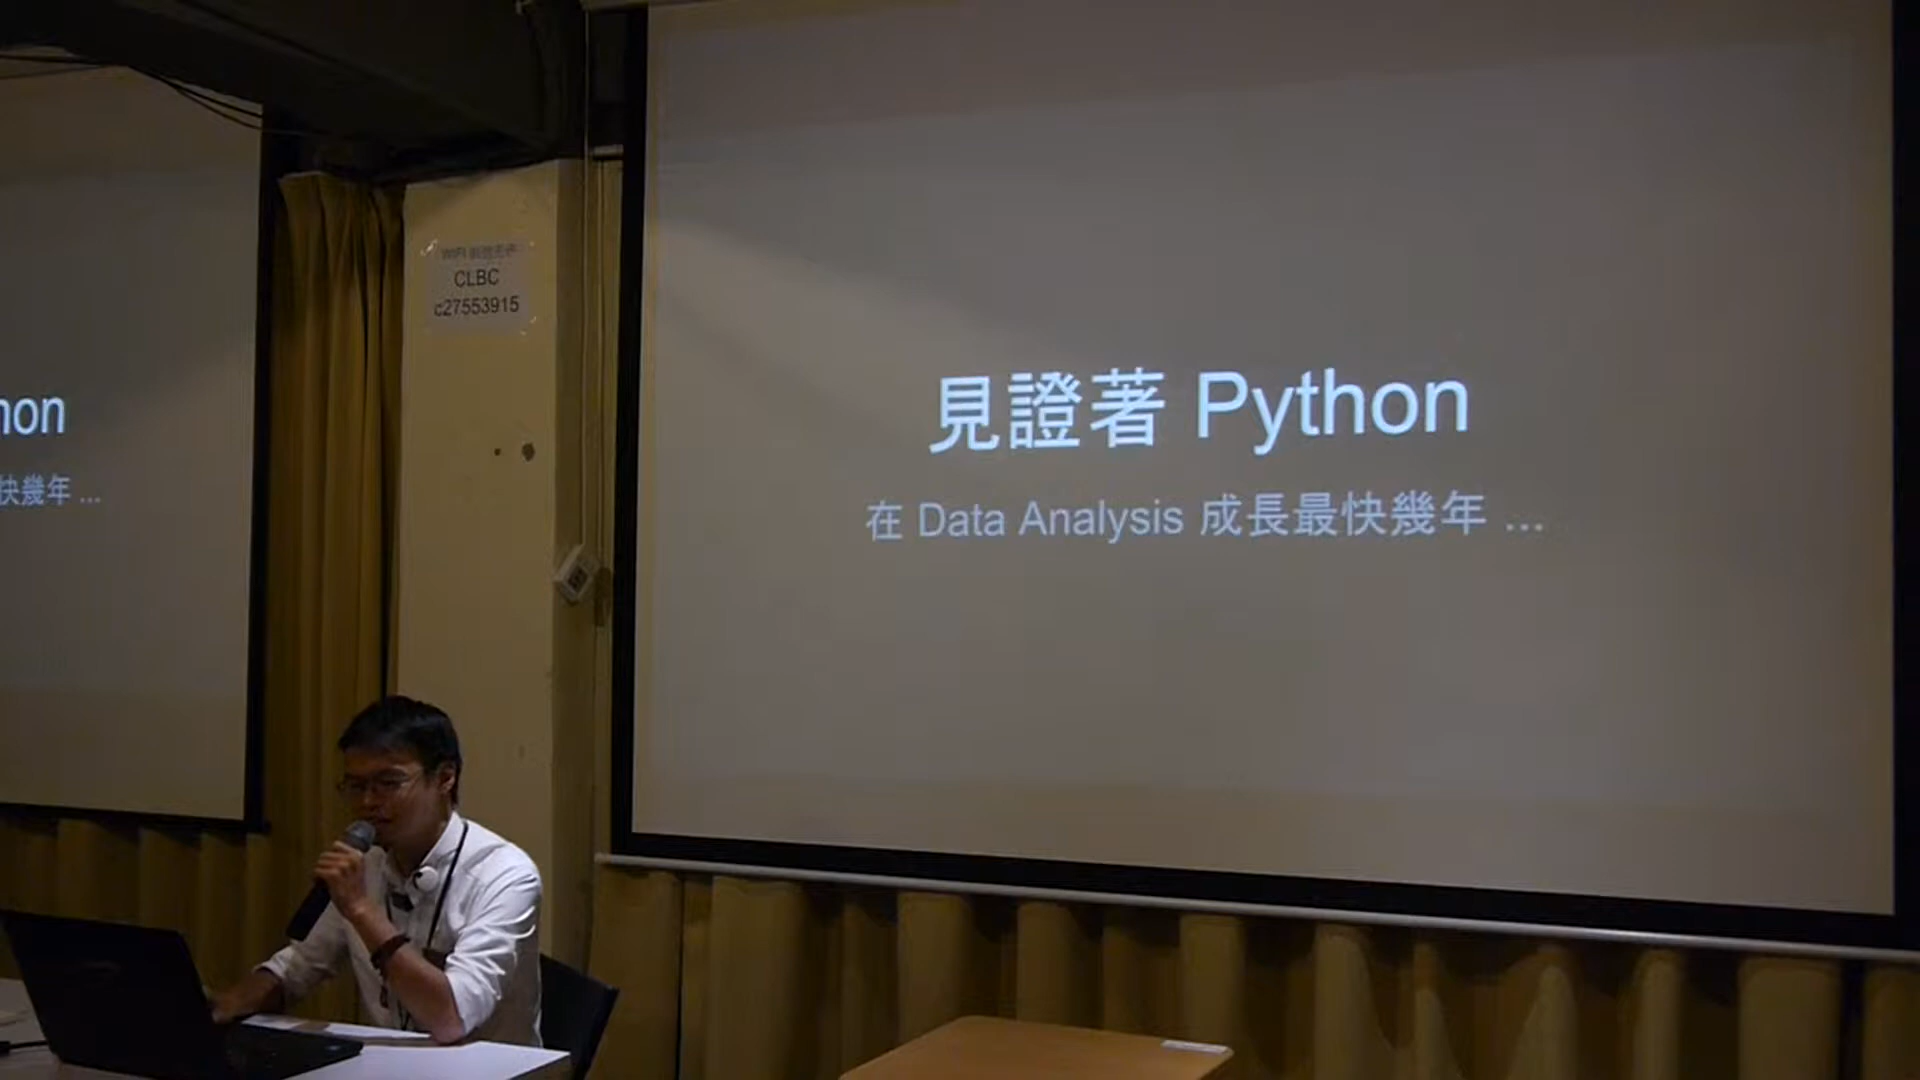 hon
快幾年 ...
WIFI
CLBC
c27553915
見證著 Python
在 Data Analysis 成長最快幾年 ...